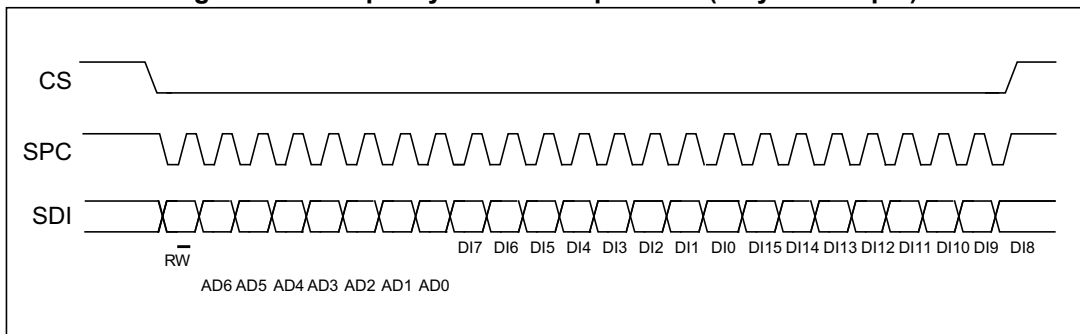 CS
SPC
SDI
DI7 DI6 DI5 DI4 DI3 DI2 DI1 DI0 DI15 DI14 DI13 DI12 DI11 DI10 DI9 DI8
RW
AD6 AD5 AD4 AD3 AD2 AD1 AD0